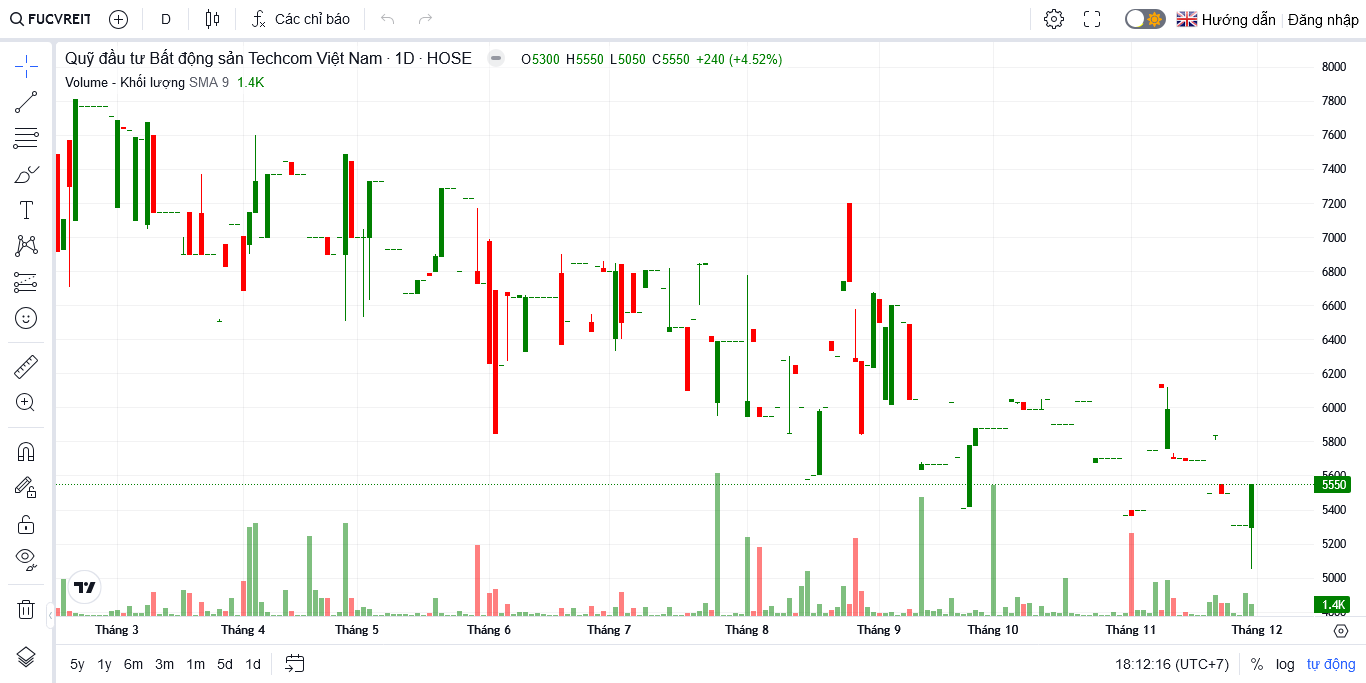 FUCVREIT D Các chỉ báo Hướng dẫn Đăng nhập
Quỹ đầu tư Bất động sản Techcom Việt Nam · 1D · HOSE O5300 H5550 L5050 C5550 +240 (+4.52%)
Volume - Khối lượng SMA 9 1.4K
8000
7800
7600
7400
7200
7000
6800
6600
6400
6200
6000
5800
5600
5550
5400
5200
5000
1.4K
Tháng 3 Tháng 4 Tháng 5 Tháng 6 Tháng 7 Tháng 8 Tháng 9 Tháng 10 Tháng 11 Tháng 12
5y 1y 6m 3m 1m 5d 1d 18:12:16 (UTC+7) % log tự động